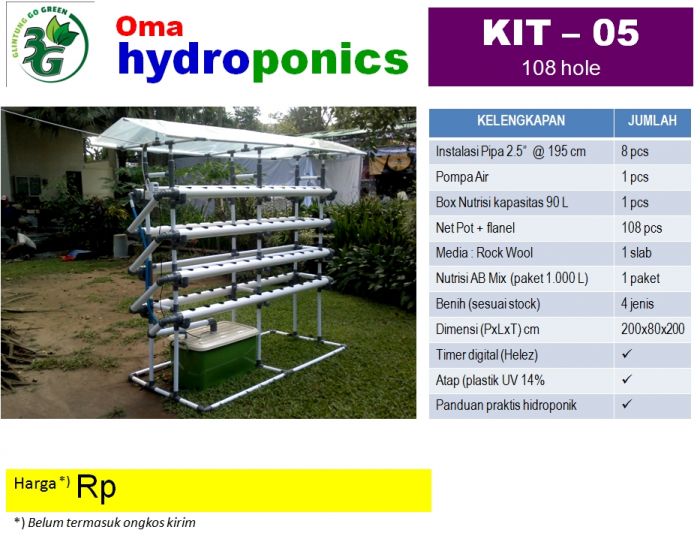 GLINTUNG GO GREEN
3G
Oma
hydroponics
KIT – 05
108 hole
KELENGKAPAN JUMLAH
Instalasi Pipa 2.5" @ 195 cm 8 pcs
Pompa Air 1 pcs
Box Nutrisi kapasitas 90 L 1 pcs
Net Pot + flanel 108 pcs
Media : Rock Wool 1 slab
Nutrisi AB Mix (paket 1.000 L) 1 paket
Benih (sesuai stock) 4 jenis
Dimensi (PxLxT) cm 200x80x200
Timer digital (Helez) ✓
Atap (plastik UV 14% ✓
Panduan praktis hidroponik ✓
Harga *) Rp
*) Belum termasuk ongkos kirim